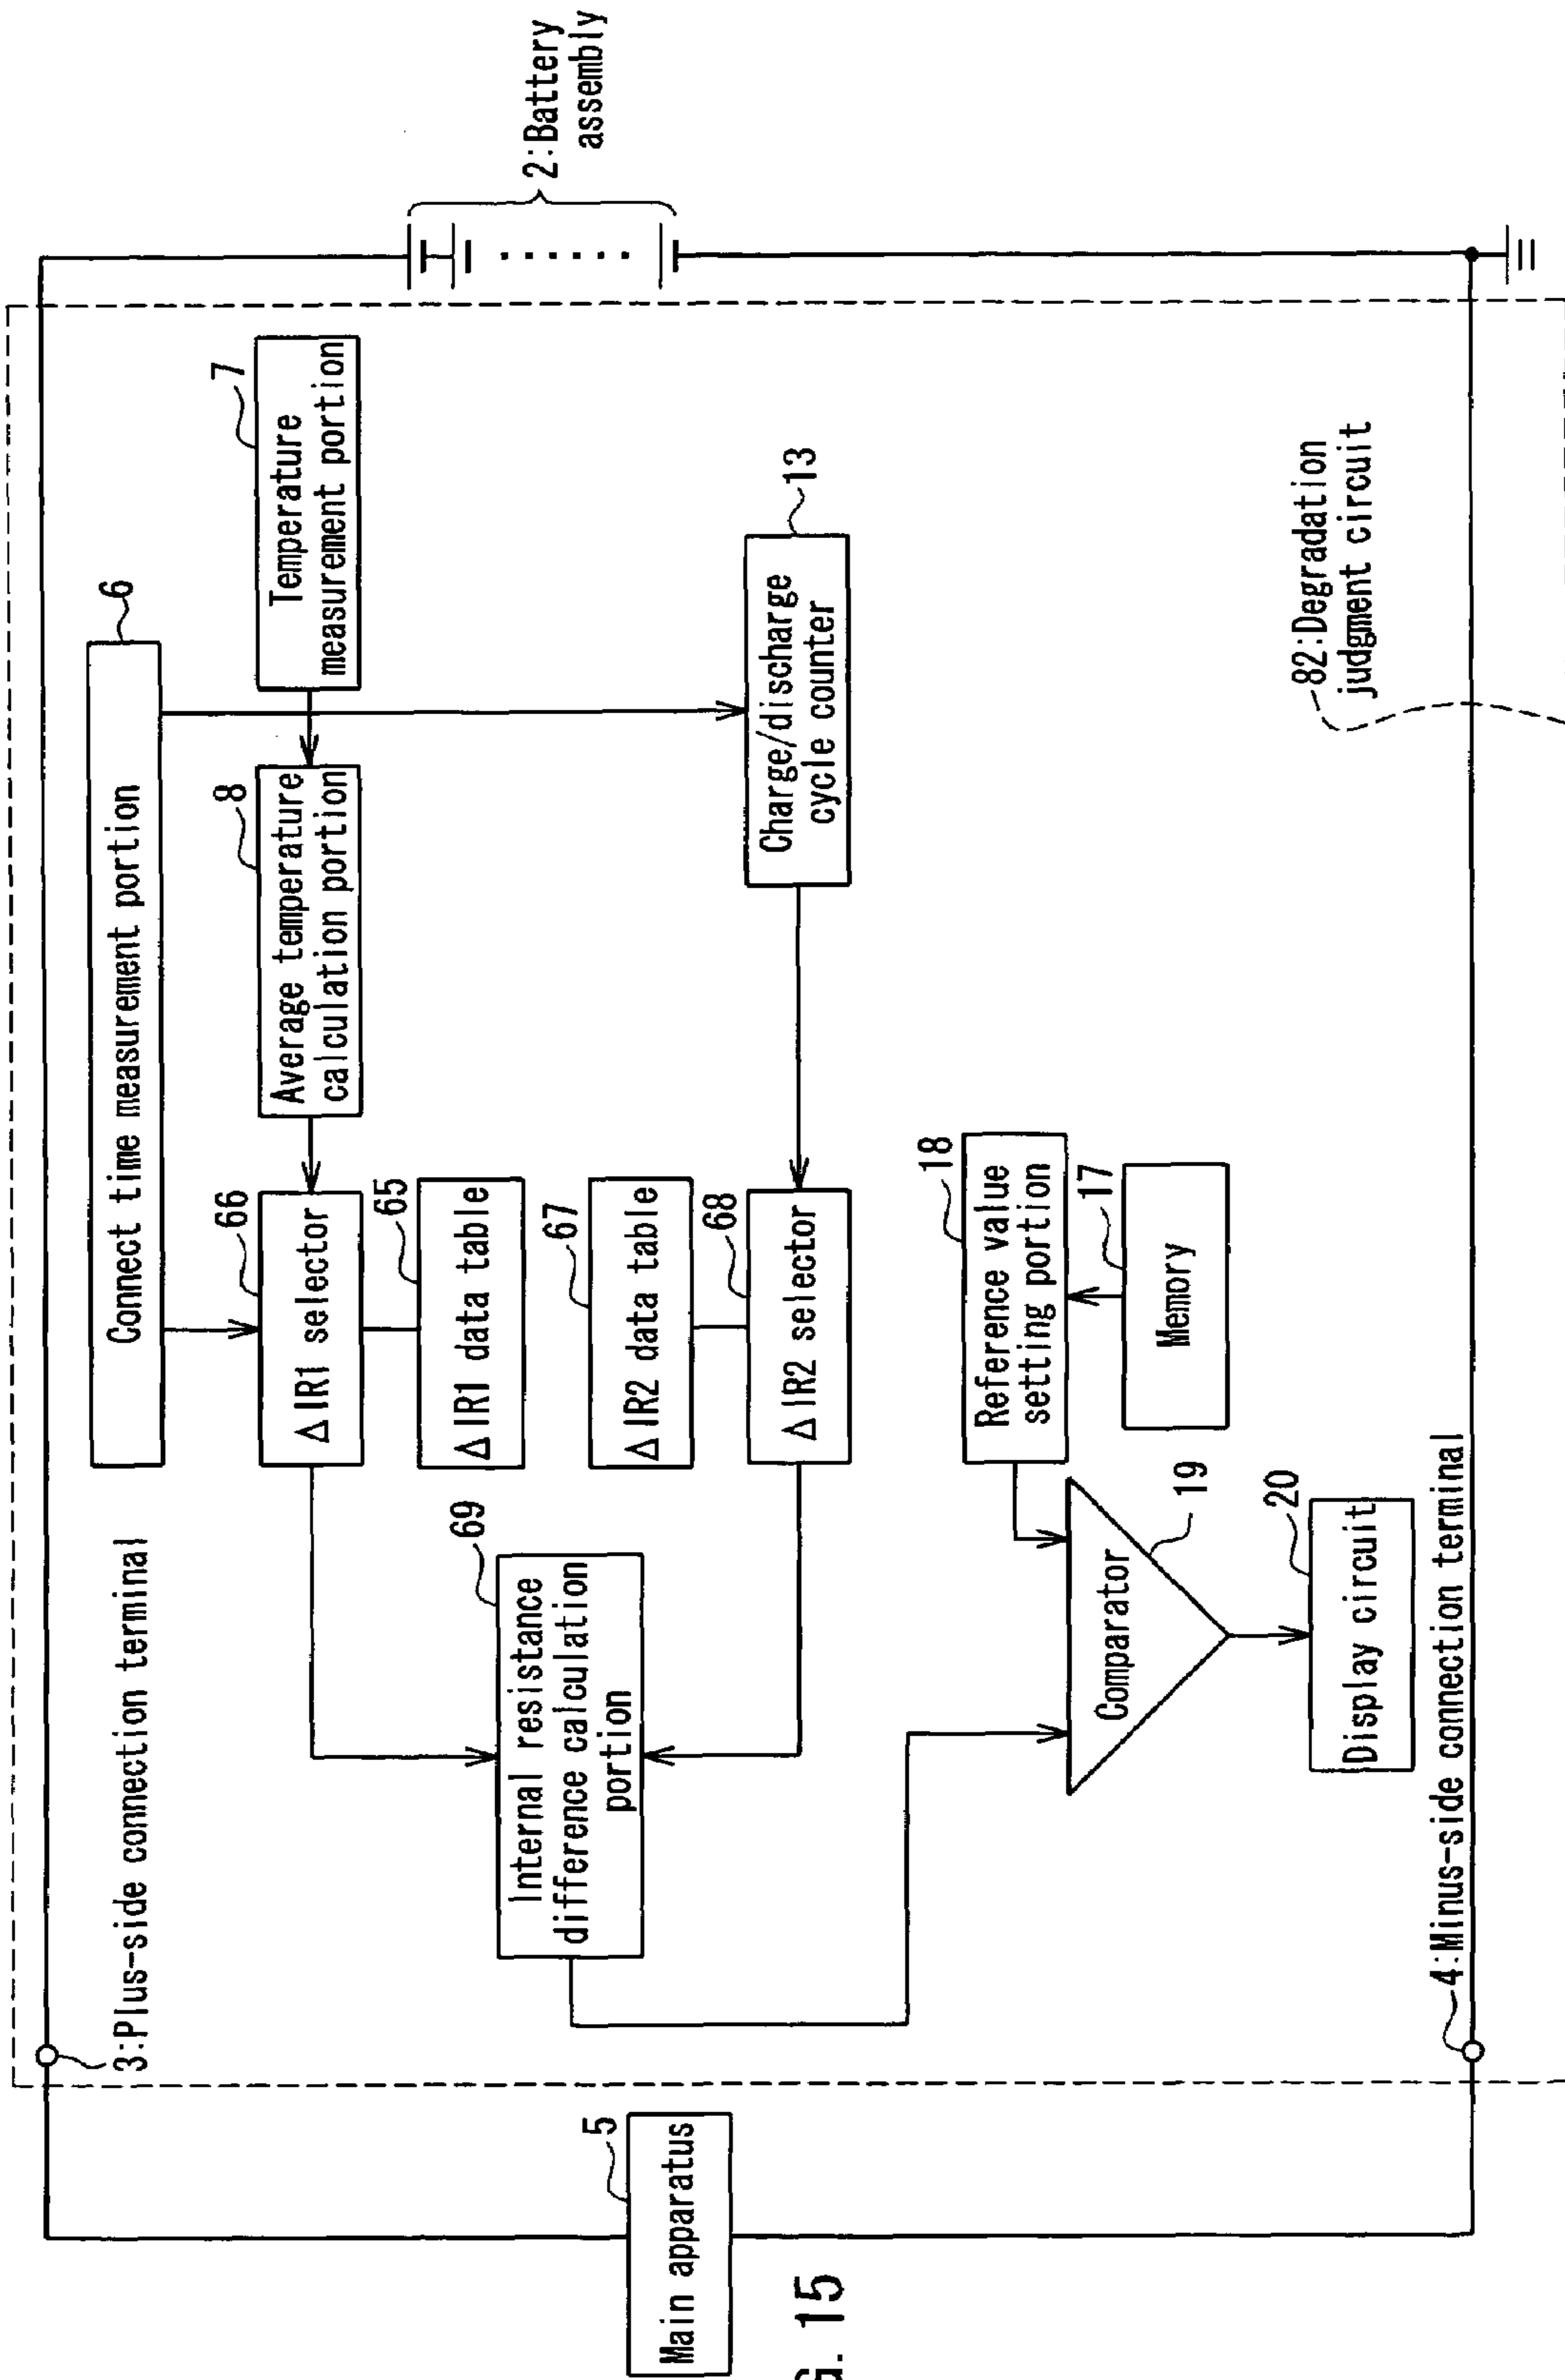 3:Plus-side connection terminal
Connect time measurement portion
6
66
ΔIR1 selector
8
Average temperature
calculation portion
7
Temperature
measurement portion
65
ΔIR1 data table
5
Main apparatus
69
Internal resistance
difference calculation
portion
67
ΔIR2 data table
2:Battery
assembly
68
ΔIR2 selector
Charge/discharge
cycle counter
13
18
Reference value
setting portion
Comparator
19
17
Memory
20
Display circuit
82:Degradation
judgment circuit
4:Minus-side connection terminal
G. 15